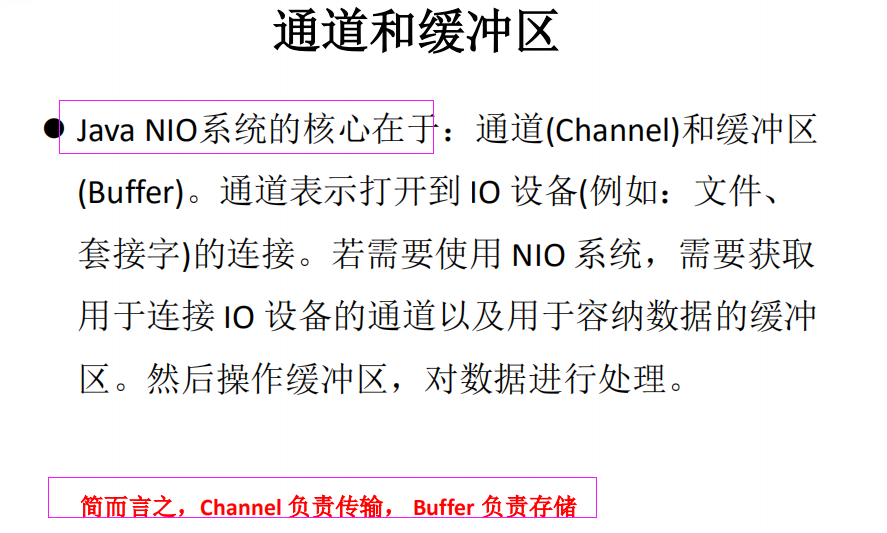 通道和缓冲区
● Java NIO系统的核心在于：通道(Channel)和缓冲区
(Buffer)。通道表示打开到 IO 设备(例如：文件、
套接字)的连接。若需要使用 NIO 系统，需要获取
用于连接 IO 设备的通道以及用于容纳数据的缓冲
区。然后操作缓冲区，对数据进行处理。
简而言之，Channel 负责传输， Buffer 负责存储